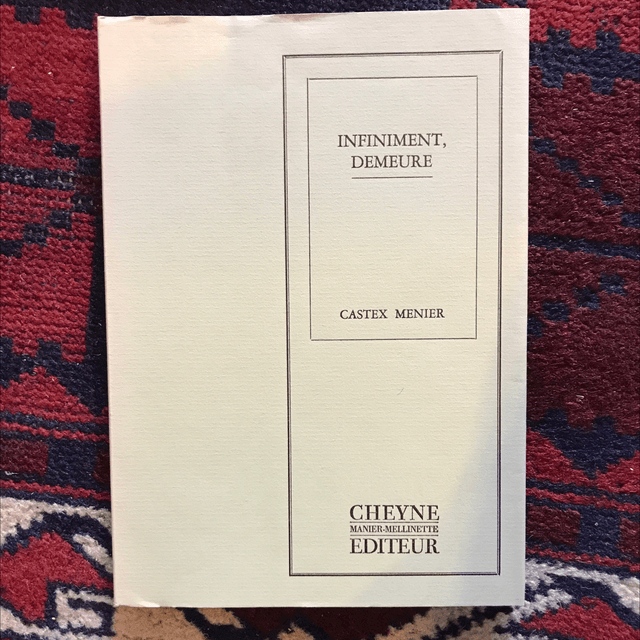 INFINIMENT,
DEMEURE
CASTEX MENIER
CHEYNE
MANIER-MELLINETTE
EDITEUR